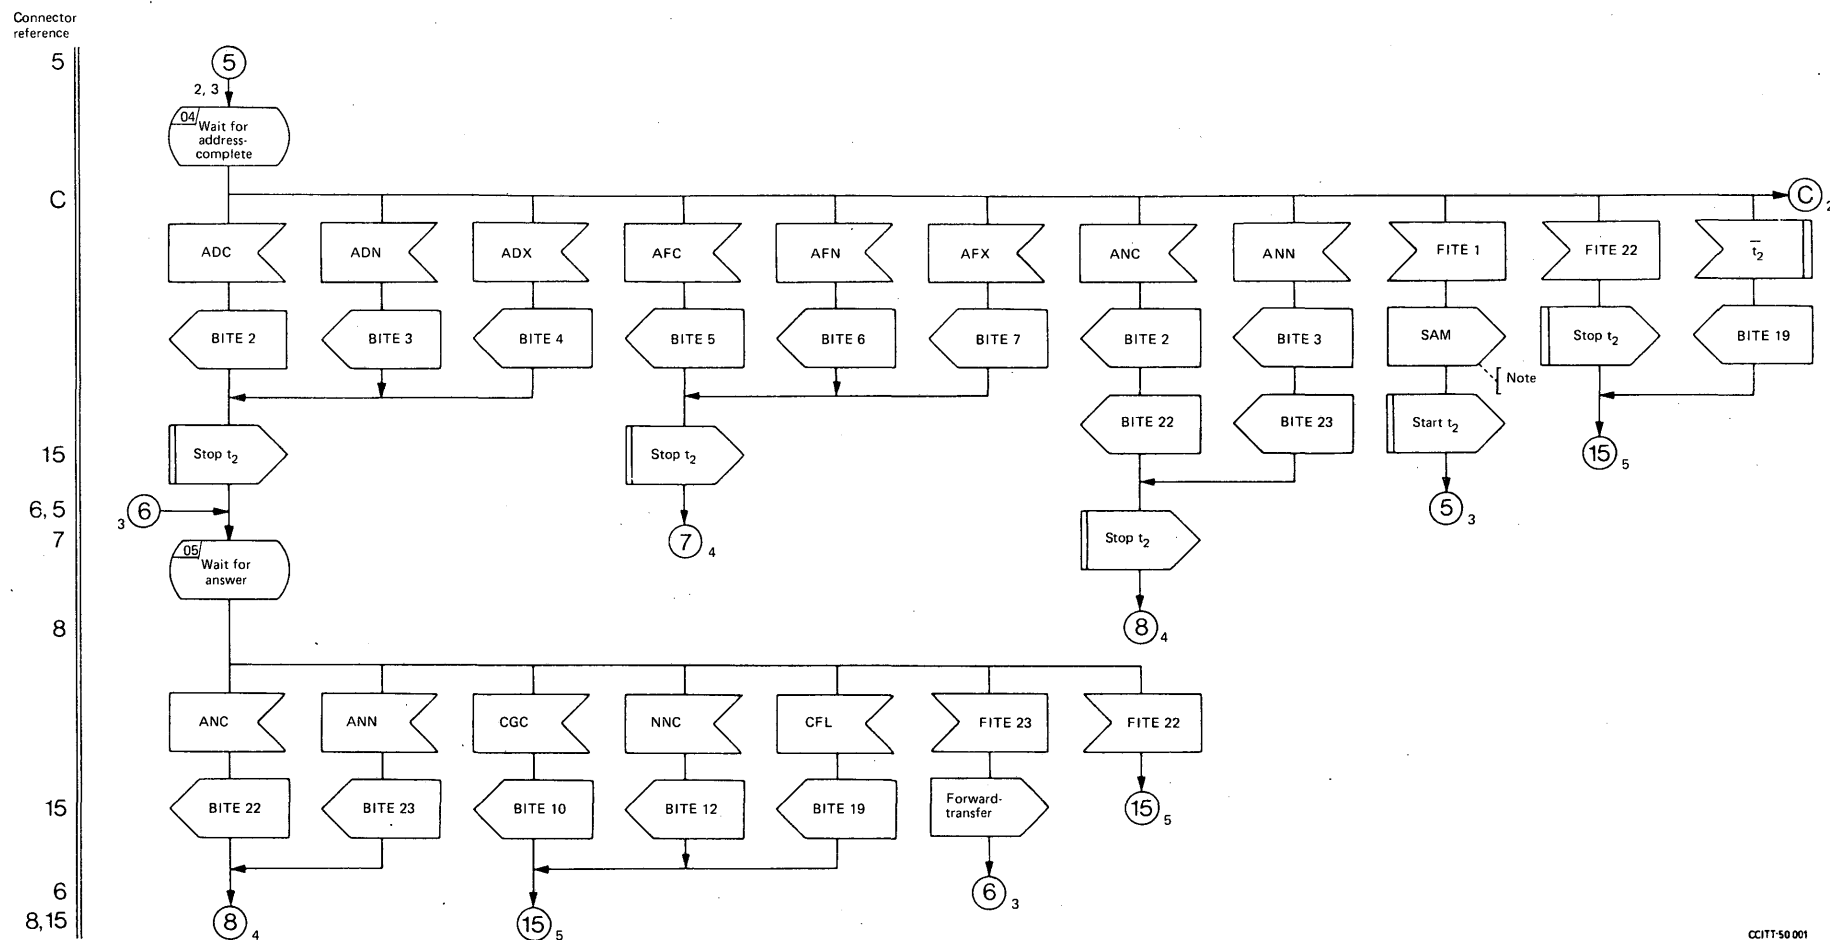 Connector
reference
5
5
2, 3
04
Wait for
address-
complete
C
C
2
ADC
ADN
ADX
AFC
AFN
AFX
ANC
ANN
FITE 1
FITE 22
t̅2
BITE 2
BITE 3
BITE 4
BITE 5
BITE 6
BITE 7
BITE 2
BITE 3
SAM
Stop t2
BITE 19
Note
BITE 22
BITE 23
Start t2
15
Stop t2
Stop t2
15
5
6, 5
3
6
5
3
7
7
4
Stop t2
05
Wait for
answer
8
8
4
ANC
ANN
CGC
NNC
CFL
FITE 23
FITE 22
15
BITE 22
BITE 23
BITE 10
BITE 12
BITE 19
Forward-
transfer
15
5
6
6
3
8, 15
8
4
15
5
CCITT-50 001